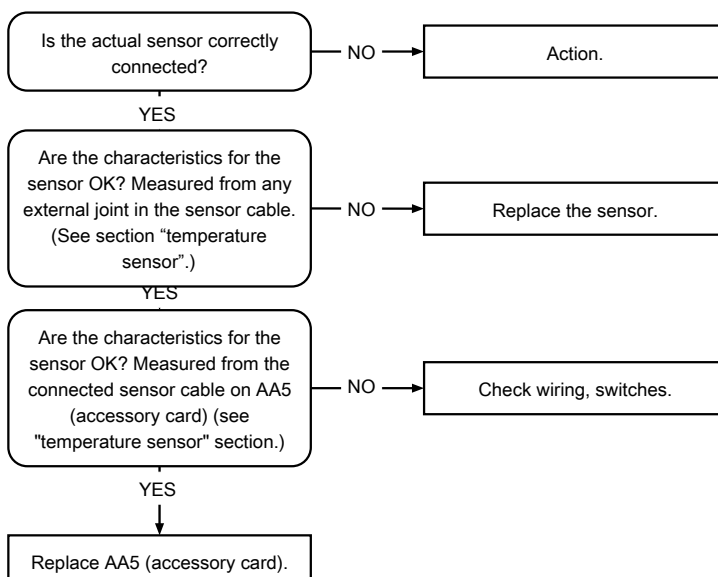 Is the actual sensor correctly
connected?
NO
Action.
YES
Are the characteristics for the
sensor OK? Measured from any
external joint in the sensor cable.
(See section “temperature
sensor”.)
NO
Replace the sensor.
YES
Are the characteristics for the
sensor OK? Measured from the
connected sensor cable on AA5
(accessory card) (see
"temperature sensor" section.)
NO
Check wiring, switches.
YES
Replace AA5 (accessory card).